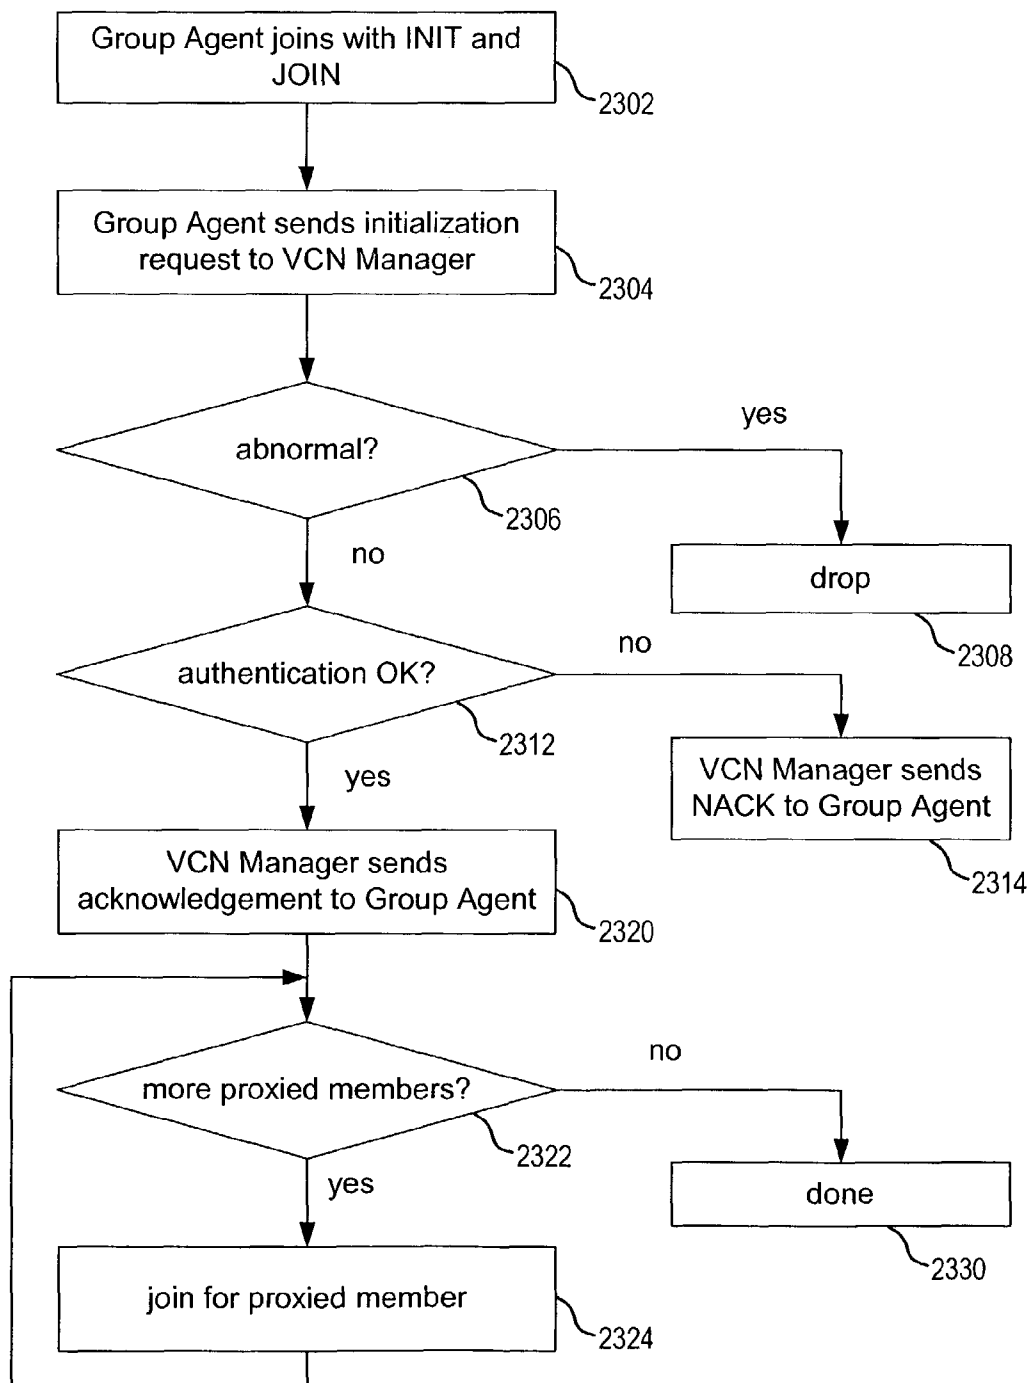 Group Agent joins with INIT and
JOIN
2302
Group Agent sends initialization
request to VCN Manager
2304
abnormal?
yes
2306
no
drop
2308
authentication OK?
no
2312
yes
VCN Manager sends
NACK to Group Agent
2314
VCN Manager sends
acknowledgement to Group Agent
2320
more proxied members?
no
2322
yes
done
2330
join for proxied member
2324